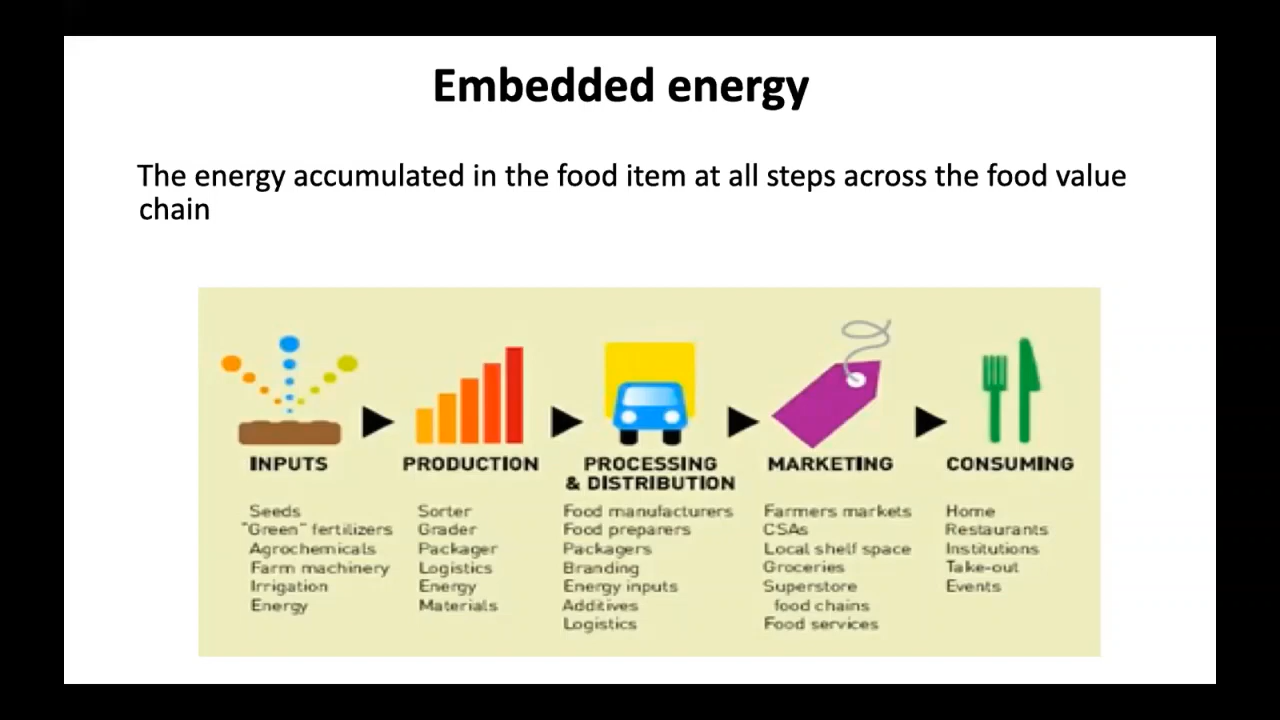 Embedded energy
The energy accumulated in the food item at all steps across the food value
chain
INPUTS
Seeds
"Green" fertilizers
Agrochemicals
Farm machinery
Irrigation
Energy
PRODUCTION
Sorter
Grader
Packager
Logistics
Energy
Materials
PROCESSING
& DISTRIBUTION
Food manufacturers
Food preparers
Packagers
Branding
Energy inputs
Additives
Logistics
MARKETING
Farmers markets
CSAs
Local shelf space
Groceries
Superstore
food chains
Food services
CONSUMING
Home
Restaurants
Institutions
Take-out
Events